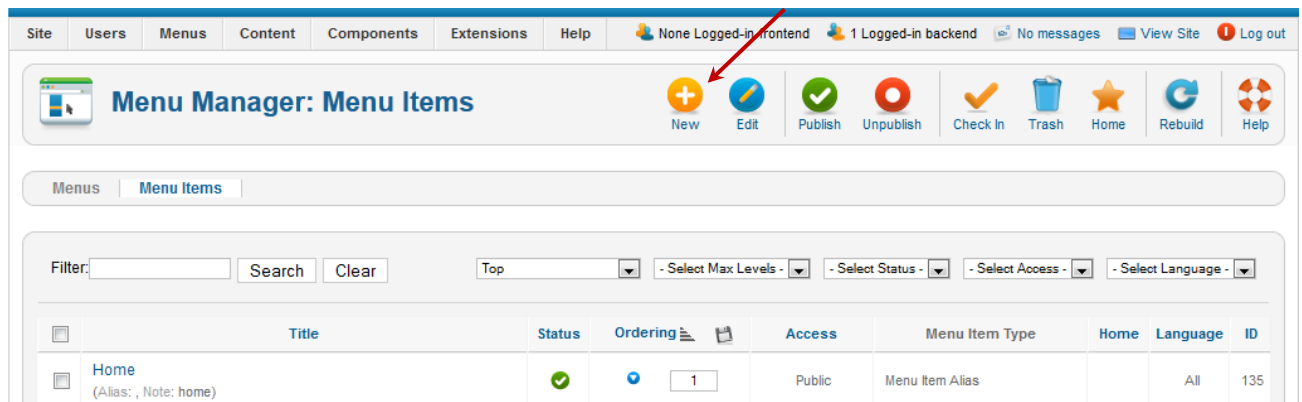 Site Users Menus Content Components Extensions Help None Logged-in frontend 1 Logged-in backend No messages View Site Log out
Menu Manager: Menu Items
New Edit Publish Unpublish Check In Trash Home Rebuild Help
Menus Menu Items
Filter: Search Clear Top - Select Max Levels - - Select Status - - Select Access - - Select Language -
Title Status Ordering Access Menu Item Type Home Language ID
Home
1 Public Menu Item Alias All 135
(Alias: , Note: home)